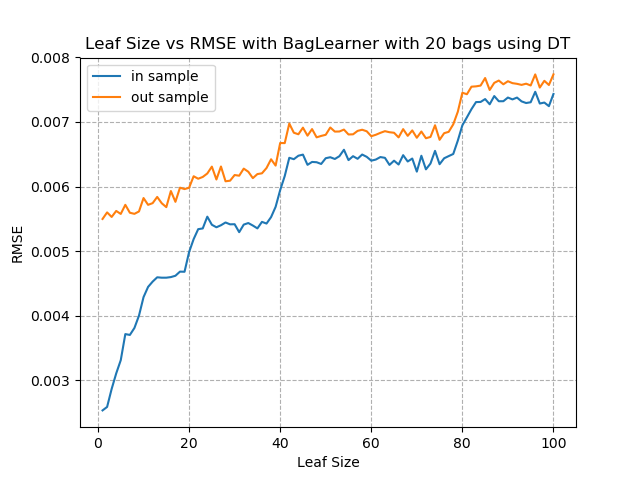 Leaf Size vs RMSE with BagLearner with 20 bags using DT
in sample
out sample
0.008
0.007
0.006
0.005
0.004
0.003
RMSE
0 20 40 60 80 100
Leaf Size